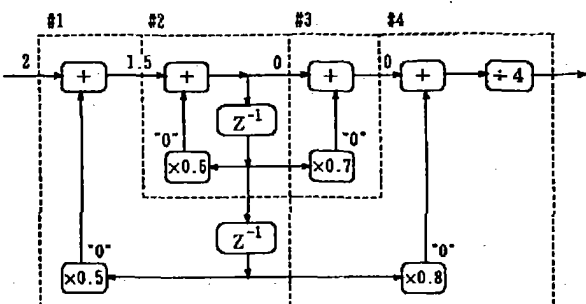 #1 #2 #3 #4
2 + 1.5 + 0 + 0 + ÷4
Z⁻¹
"0" "0"
×0.6 ×0.7
Z⁻¹
"0" "0"
×0.5 ×0.8